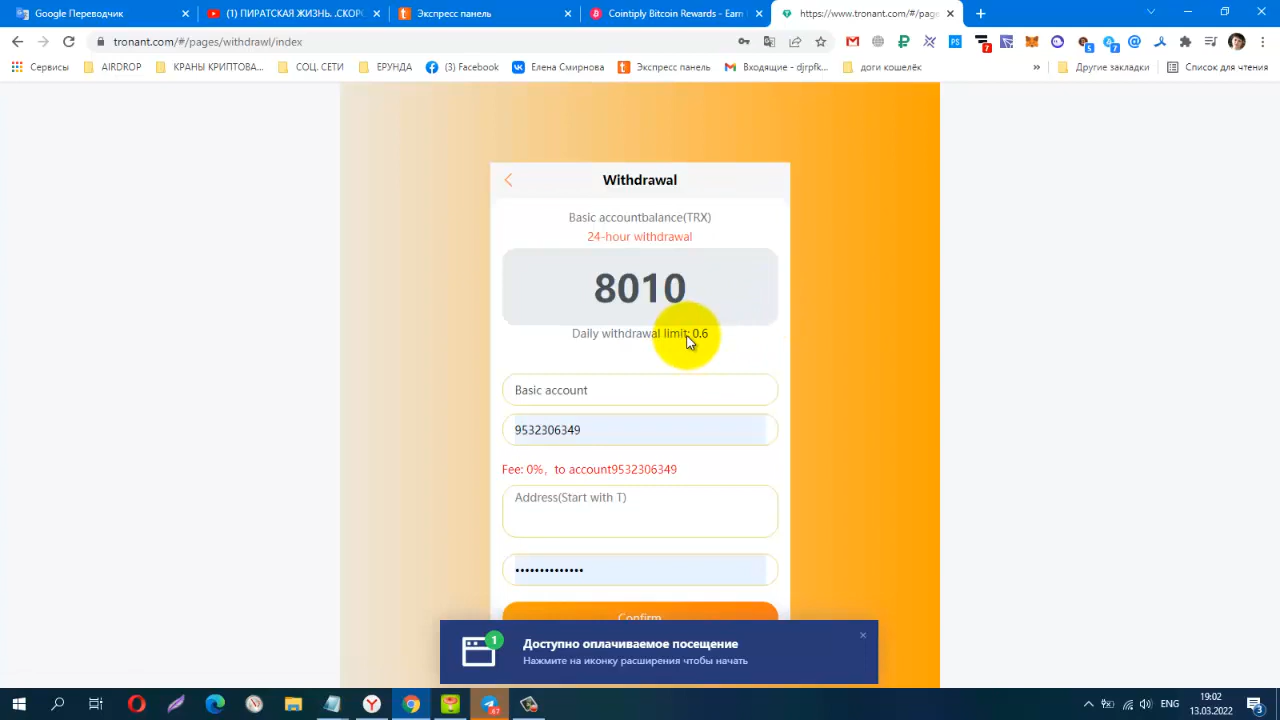 Google Переводчик
(1) ПИРАТСКАЯ ЖИЗНЬ .СКОР
Экспресс панель
Cointiply Bitcoin Rewards - Earn
https://www.tronant.com/#/page
tronant.com/#/pages/withdrawl/index
Сервисы
AIRDROP
КРАНЫ КРИПТОВА...
СОЦ. СЕТИ
ЕРУНДА
(3) Facebook
Елена Смирнова
Экспресс панель
Входящие - djrpfk...
доги кошелёк
»
Другие закладки
Список для чтения
Withdrawal
Basic accountbalance(TRX)
24-hour withdrawal
8010
Daily withdrawal limit: 0.6
Basic account
9532306349
Fee: 0%, to account9532306349
Address(Start with T)
••••••••••••••
Confirm
1
Доступно оплачиваемое посещение
Нажмите на иконку расширения чтобы начать
ENG
19:02
13.03.2022